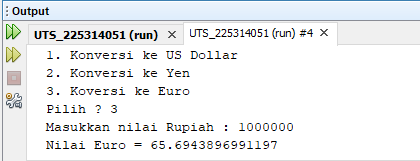 Output
UTS_225314051 (run) × UTS_225314051 (run) #4 ×
1. Konversi ke US Dollar
2. Konversi ke Yen
3. Koversi ke Euro
Pilih ? 3
Masukkan nilai Rupiah : 1000000
Nilai Euro = 65.6943896991197